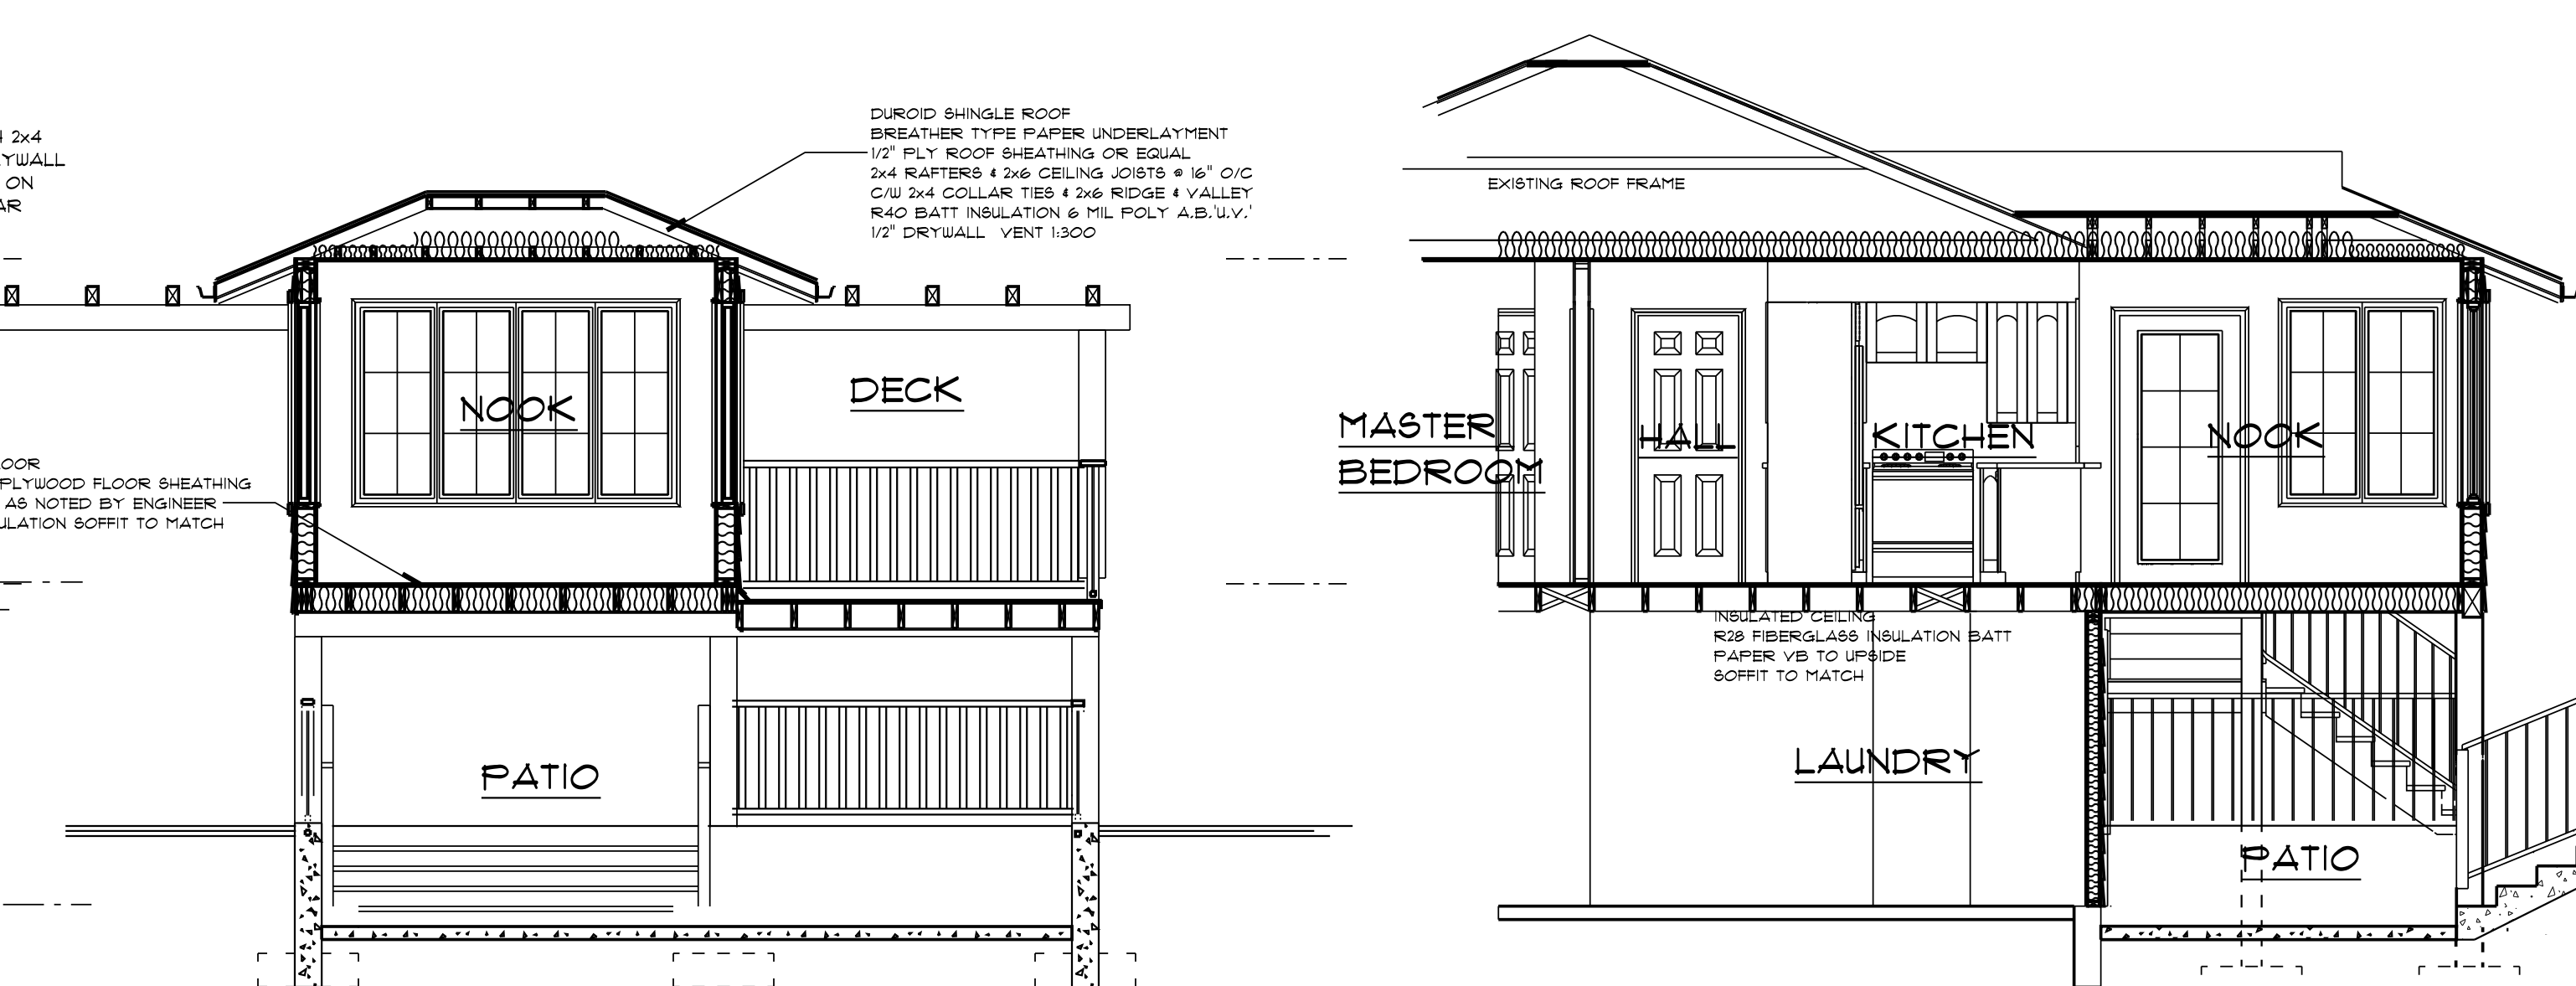 2x4
ON
DUROID SHINGLE ROOF
BREATHER TYPE PAPER UNDERLAYMENT
1/2" PLY ROOF SHEATHING OR EQUAL
2x4 RAFTERS & 2x6 CEILING JOISTS @ 16" O/C
C/W 2x4 COLLAR TIES & 2x6 RIDGE & VALLEY
R40 BATT INSULATION 6 MIL POLY A.B.'U.V.'
1/2" DRYWALL VENT 1:300
NOOK
DECK
PLYWOOD FLOOR SHEATHING
AS NOTED BY ENGINEER
SOFFIT TO MATCH
PATIO
EXISTING ROOF FRAME
MASTER
BEDROOM
HALL
KITCHEN
NOOK
INSULATED CEILING
R28 FIBERGLASS INSULATION BATT
PAPER VB TO UPSIDE
SOFFIT TO MATCH
LAUNDRY
PATIO